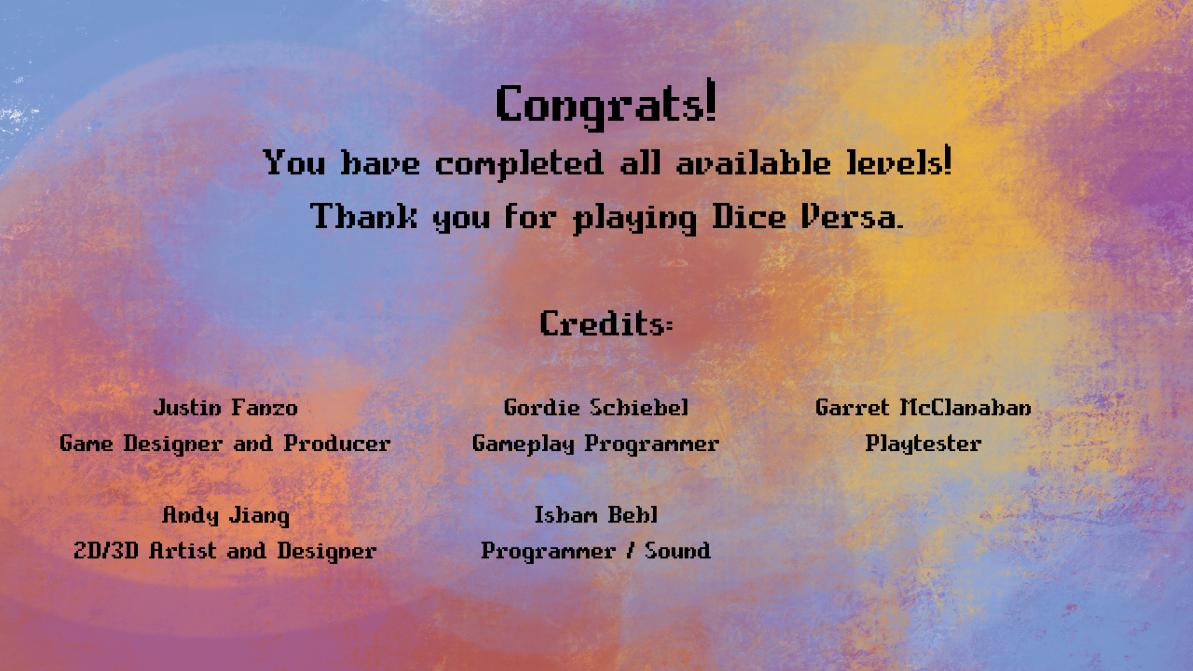 Congrats!
You have completed all available levels!
Thank you for playing Dice Versa.
Credits:
Justin Fanzo
Game Designer and Producer
Gordie Schiebel
Gameplay Programmer
Garret McClanahan
Playtester
Andy Jiang
2D/3D Artist and Designer
Isham Behl
Programmer / Sound